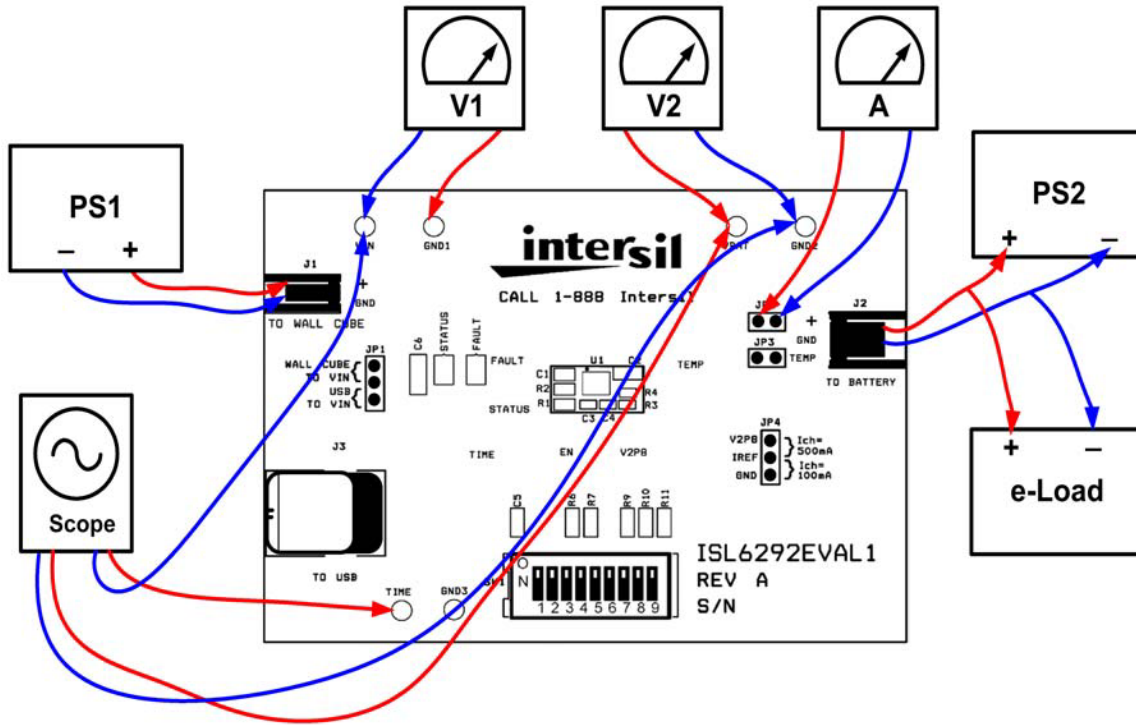 V1
V2
A
PS1
− +
PS2
+ −
GND1
GND2
intersil
CALL 1-888 Intersil
J1
+
GND
TO WALL CUBE
J2
+
GND
TO BATTERY
JP3
TEMP
JP1
WALL CUBE
TO VIN
USB
TO VIN
C6
STATUS
FAULT
FAULT
U1
C2
C1
R2
R1
R4
R3
C3
C4
TEMP
STATUS
TIME
EN
V2P8
JP4
V2P8
IREF
GND
Ich=
500mA
Ich=
100mA
+ −
e-Load
Scope
J3
TO USB
C5
R6
R7
R9
R10
R11
ISL6292EVAL1
REV A
S/N
TIME
GND3
N
1 2 3 4 5 6 7 8 9